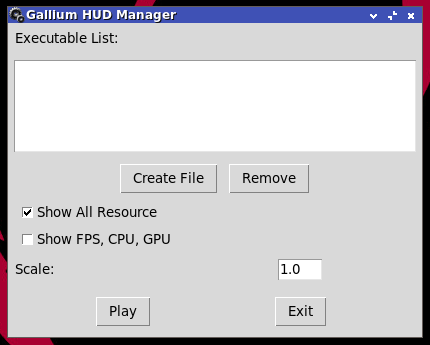 Gallium HUD Manager
Executable List:
Create File Remove
Show All Resource
Show FPS, CPU, GPU
Scale: 1.0
Play Exit